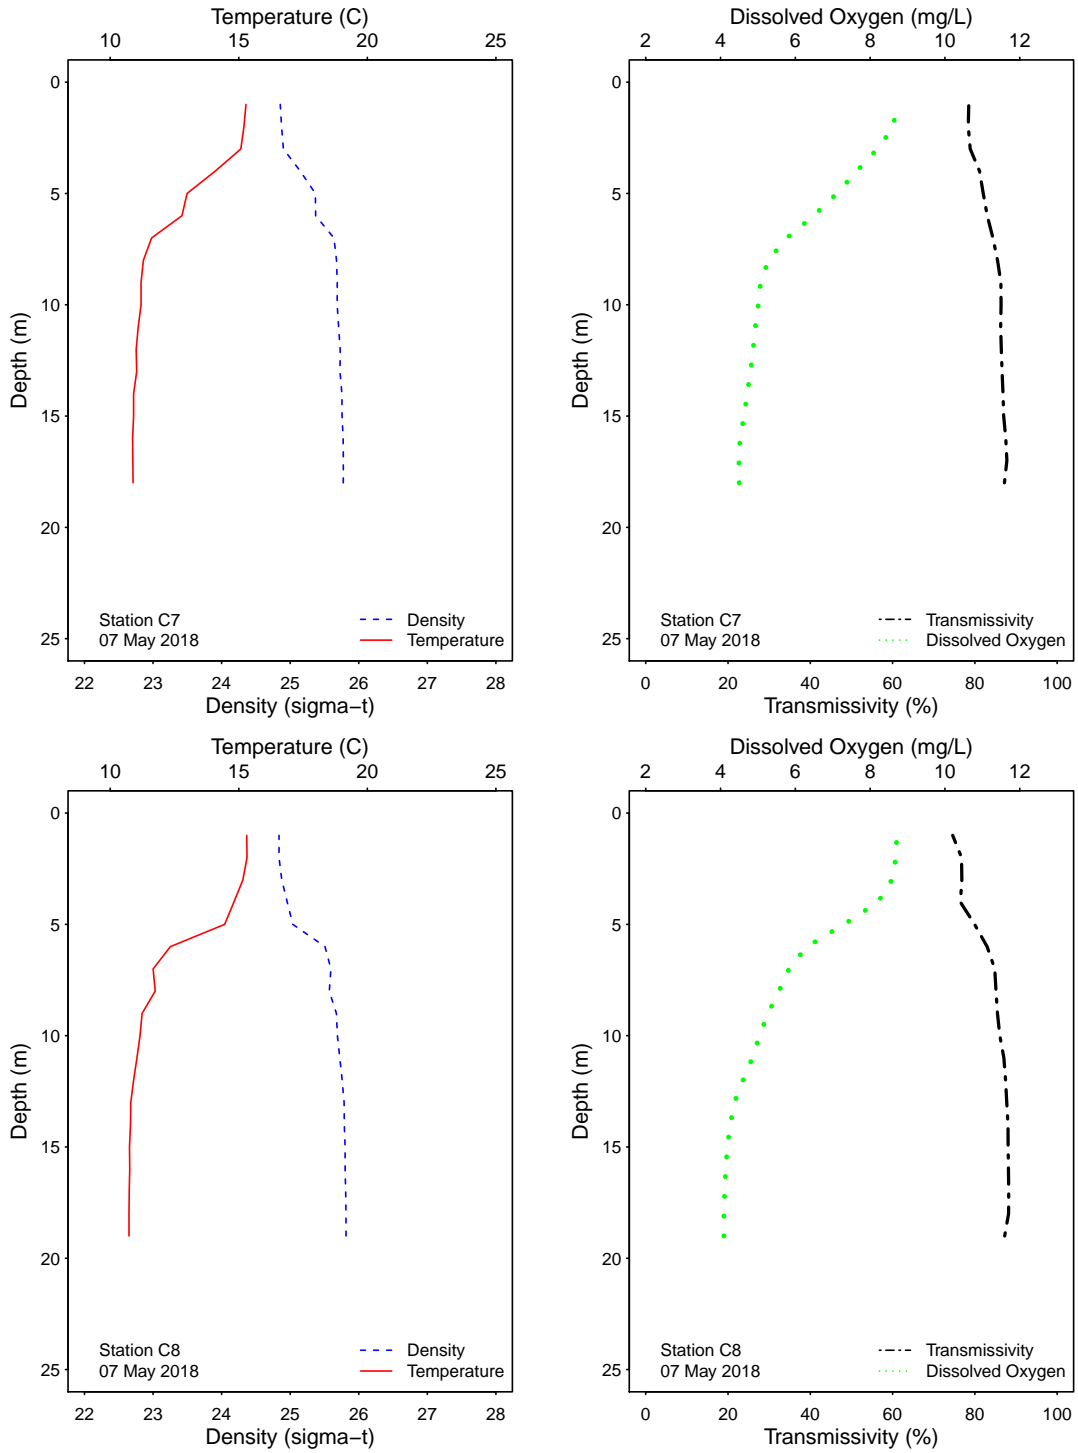 Temperature (C)
10 15 20 25
0
5
10
15
20
25
Depth (m)
Station C7
07 May 2018
Density
Temperature
22 23 24 25 26 27 28
Density (sigma−t)
Dissolved Oxygen (mg/L)
2 4 6 8 10 12
0
5
10
15
20
25
Depth (m)
Station C7
07 May 2018
Transmissivity
Dissolved Oxygen
0 20 40 60 80 100
Transmissivity (%)
Temperature (C)
10 15 20 25
0
5
10
15
20
25
Depth (m)
Station C8
07 May 2018
Density
Temperature
22 23 24 25 26 27 28
Density (sigma−t)
Dissolved Oxygen (mg/L)
2 4 6 8 10 12
0
5
10
15
20
25
Depth (m)
Station C8
07 May 2018
Transmissivity
Dissolved Oxygen
0 20 40 60 80 100
Transmissivity (%)